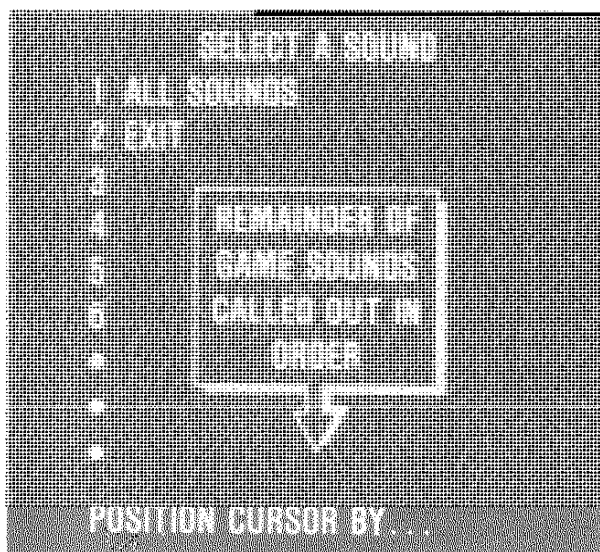 SELECT A SOUND
1 ALL SOUNDS
2 EXIT
3
4
5
6
REMAINDER OF
GAME SOUNDS
CALLED OUT IN
ORDER
POSITION CURSOR BY...